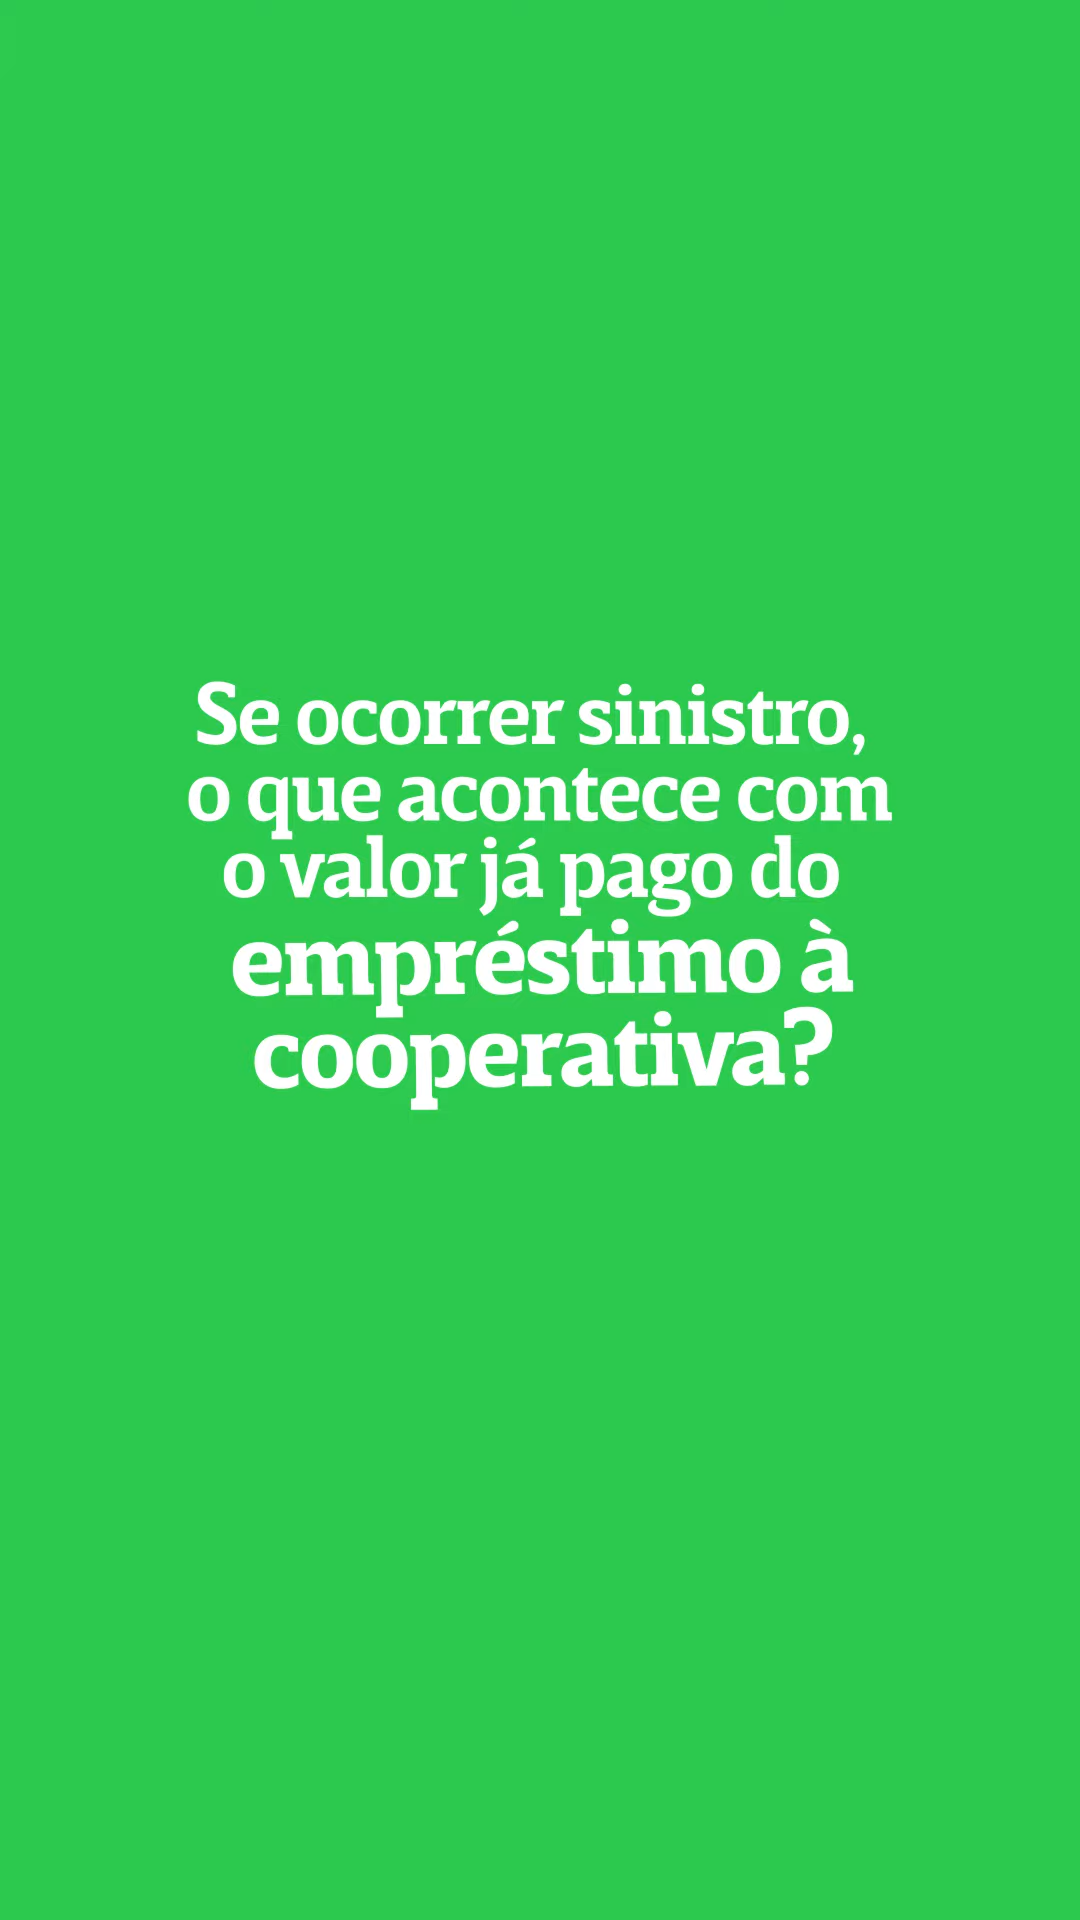 Se ocorrer sinistro,
o que acontece com
o valor já pago do
empréstimo à
cooperativa?